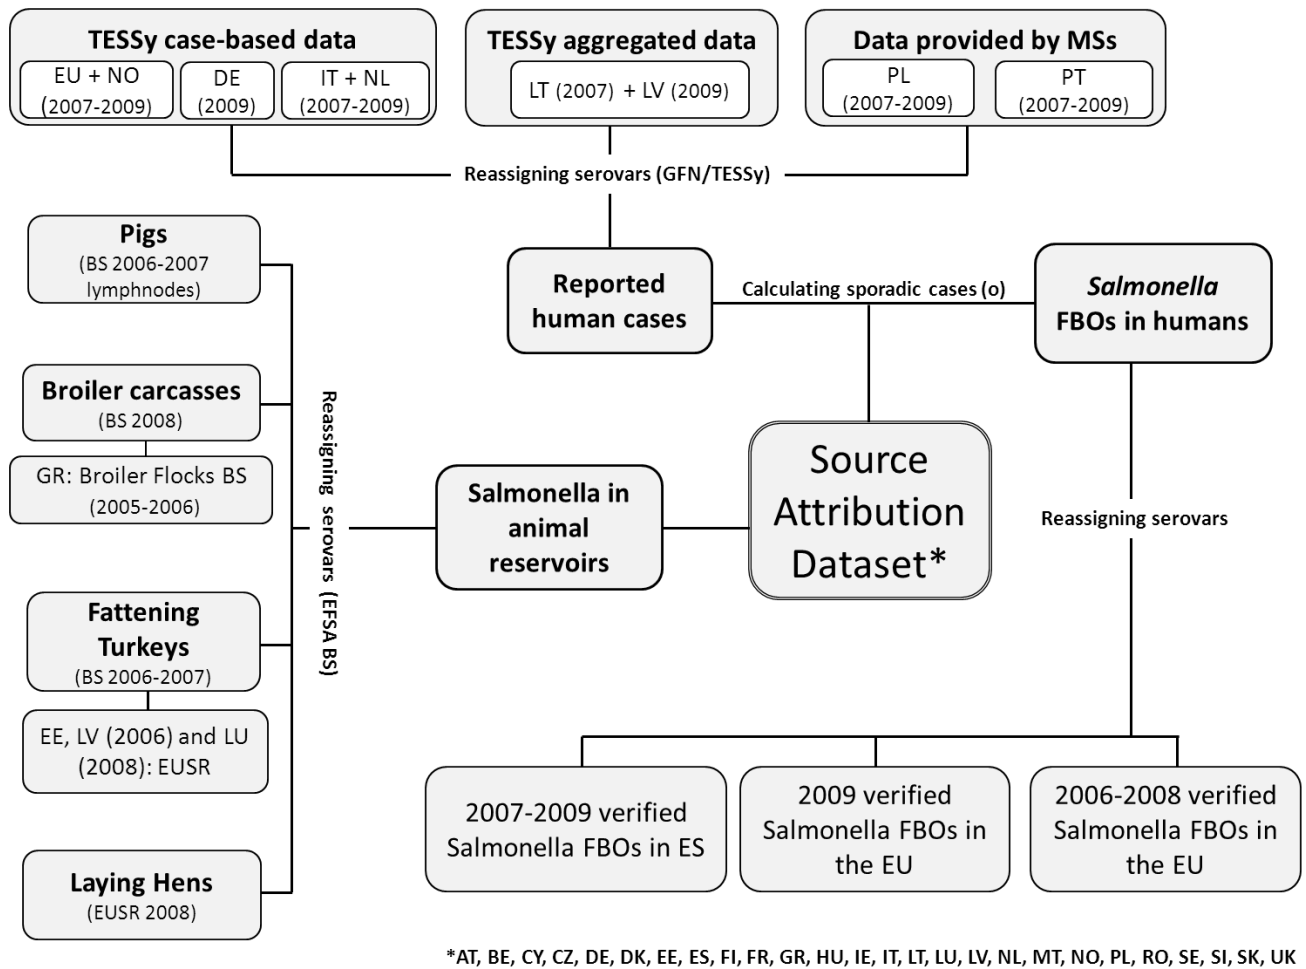 TESSy case-based data
EU + NO
(2007-2009)
DE
(2009)
IT + NL
(2007-2009)
TESSy aggregated data
LT (2007) + LV (2009)
Data provided by MSs
PL
(2007-2009)
PT
(2007-2009)
Reassigning serovars (GFN/TESSy)
Pigs
(BS 2006-2007
lymphnodes)
Broiler carcasses
(BS 2008)
GR: Broiler Flocks BS
(2005-2006)
Fattening
Turkeys
(BS 2006-2007)
EE, LV (2006) and LU
(2008): EUSR
Laying Hens
(EUSR 2008)
Reassigning serovars (EFSA BS)
Reported
human cases
Calculating sporadic cases (o)
Salmonella
FBOs in humans
Salmonella in
animal
reservoirs
Source
Attribution
Dataset*
Reassigning serovars
2007-2009 verified
Salmonella FBOs in ES
2009 verified
Salmonella FBOs in
the EU
2006-2008 verified
Salmonella FBOs in
the EU
*AT, BE, CY, CZ, DE, DK, EE, ES, FI, FR, GR, HU, IE, IT, LT, LU, LV, NL, MT, NO, PL, RO, SE, SI, SK, UK